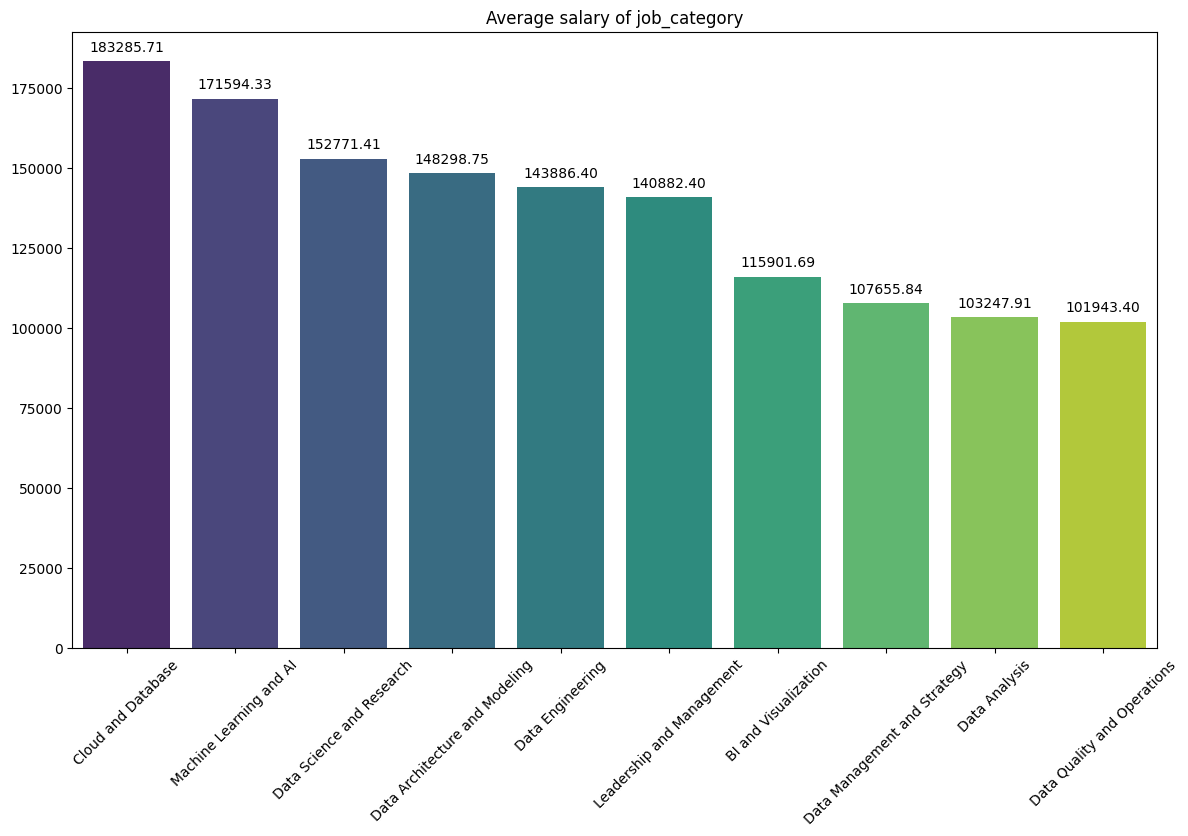 Average salary of job_category
183285.71
171594.33
152771.41
148298.75
143886.40
140882.40
115901.69
107655.84
103247.91
101943.40
175000
150000
125000
100000
75000
50000
25000
0
Cloud and Database
Machine Learning and AI
Data Science and Research
Data Architecture and Modeling
Data Engineering
Leadership and Management
BI and Visualization
Data Management and Strategy
Data Analysis
Data Quality and Operations